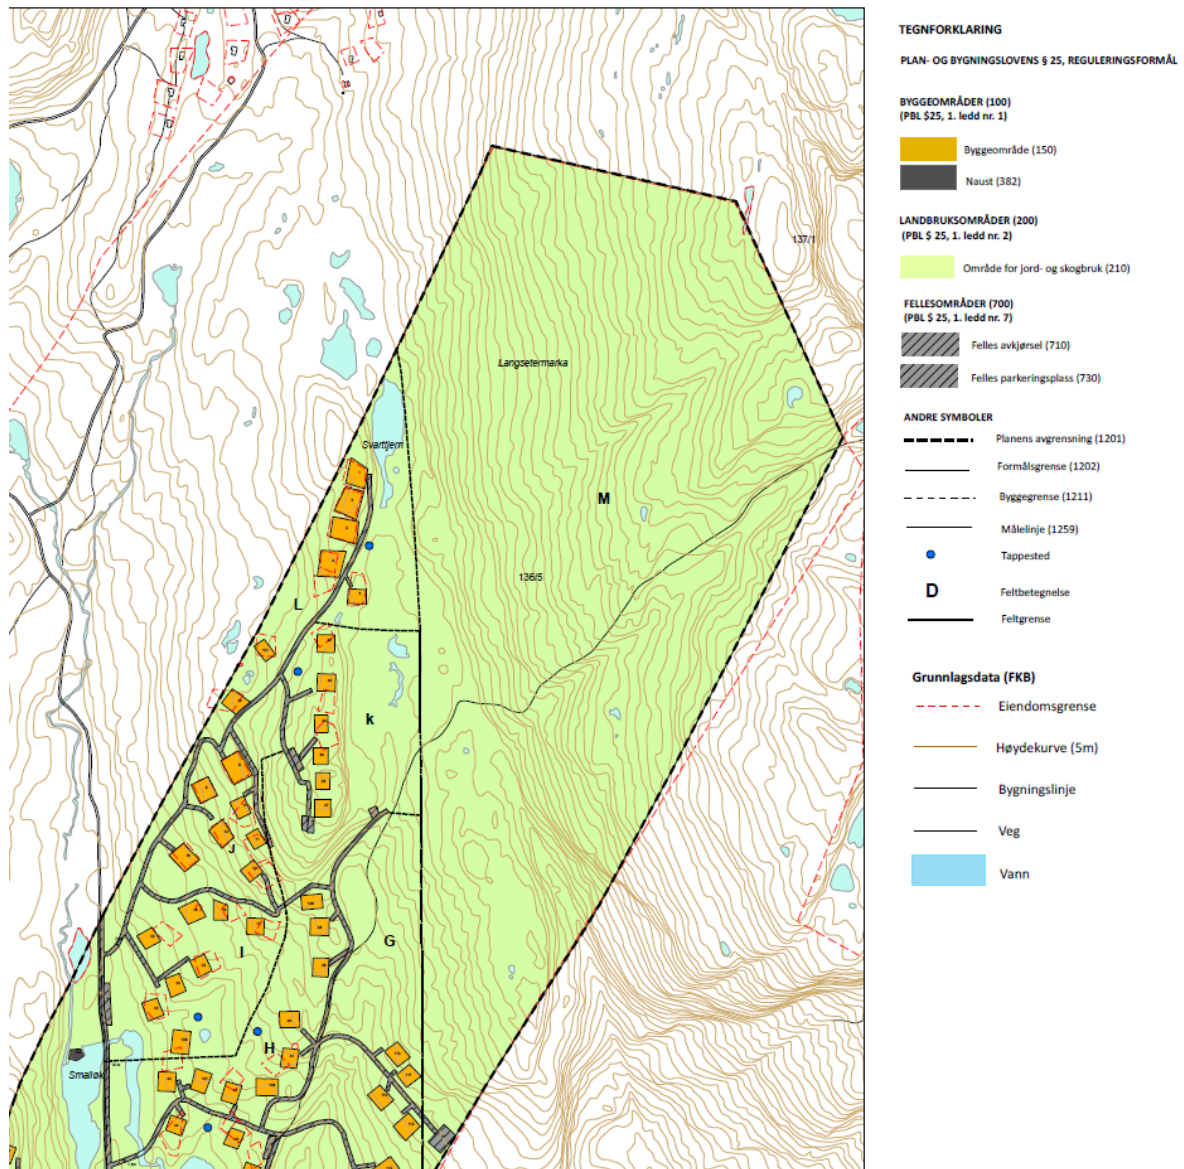 137/1
Langsetermarka
Svarttjern
M
136/5
L
k
J
G
I
H
TEGNFORKLARING
PLAN- OG BYGNINGSLOVENS § 25, REGULERINGSFORMÅL
BYGGEOMRÅDER (100)
(PBL §25, 1. ledd nr. 1)
Byggeområde (150)
Naust (382)
LANDBRUKSOMRÅDER (200)
(PBL § 25, 1. ledd nr. 2)
Område for jord- og skogbruk (210)
FELLESOMRÅDER (700)
(PBL § 25, 1. ledd nr. 7)
Felles avkjørsel (710)
Felles parkeringsplass (730)
ANDRE SYMBOLER
Planens avgrensning (1201)
Formålsgrense (1202)
Byggegrense (1211)
Målelinje (1259)
Tappested
D Feltbetegnelse
Feltgrense
Grunnlagsdata (FKB)
Eiendomsgrense
Høydekurve (5m)
Bygningslinje
Veg
Vann